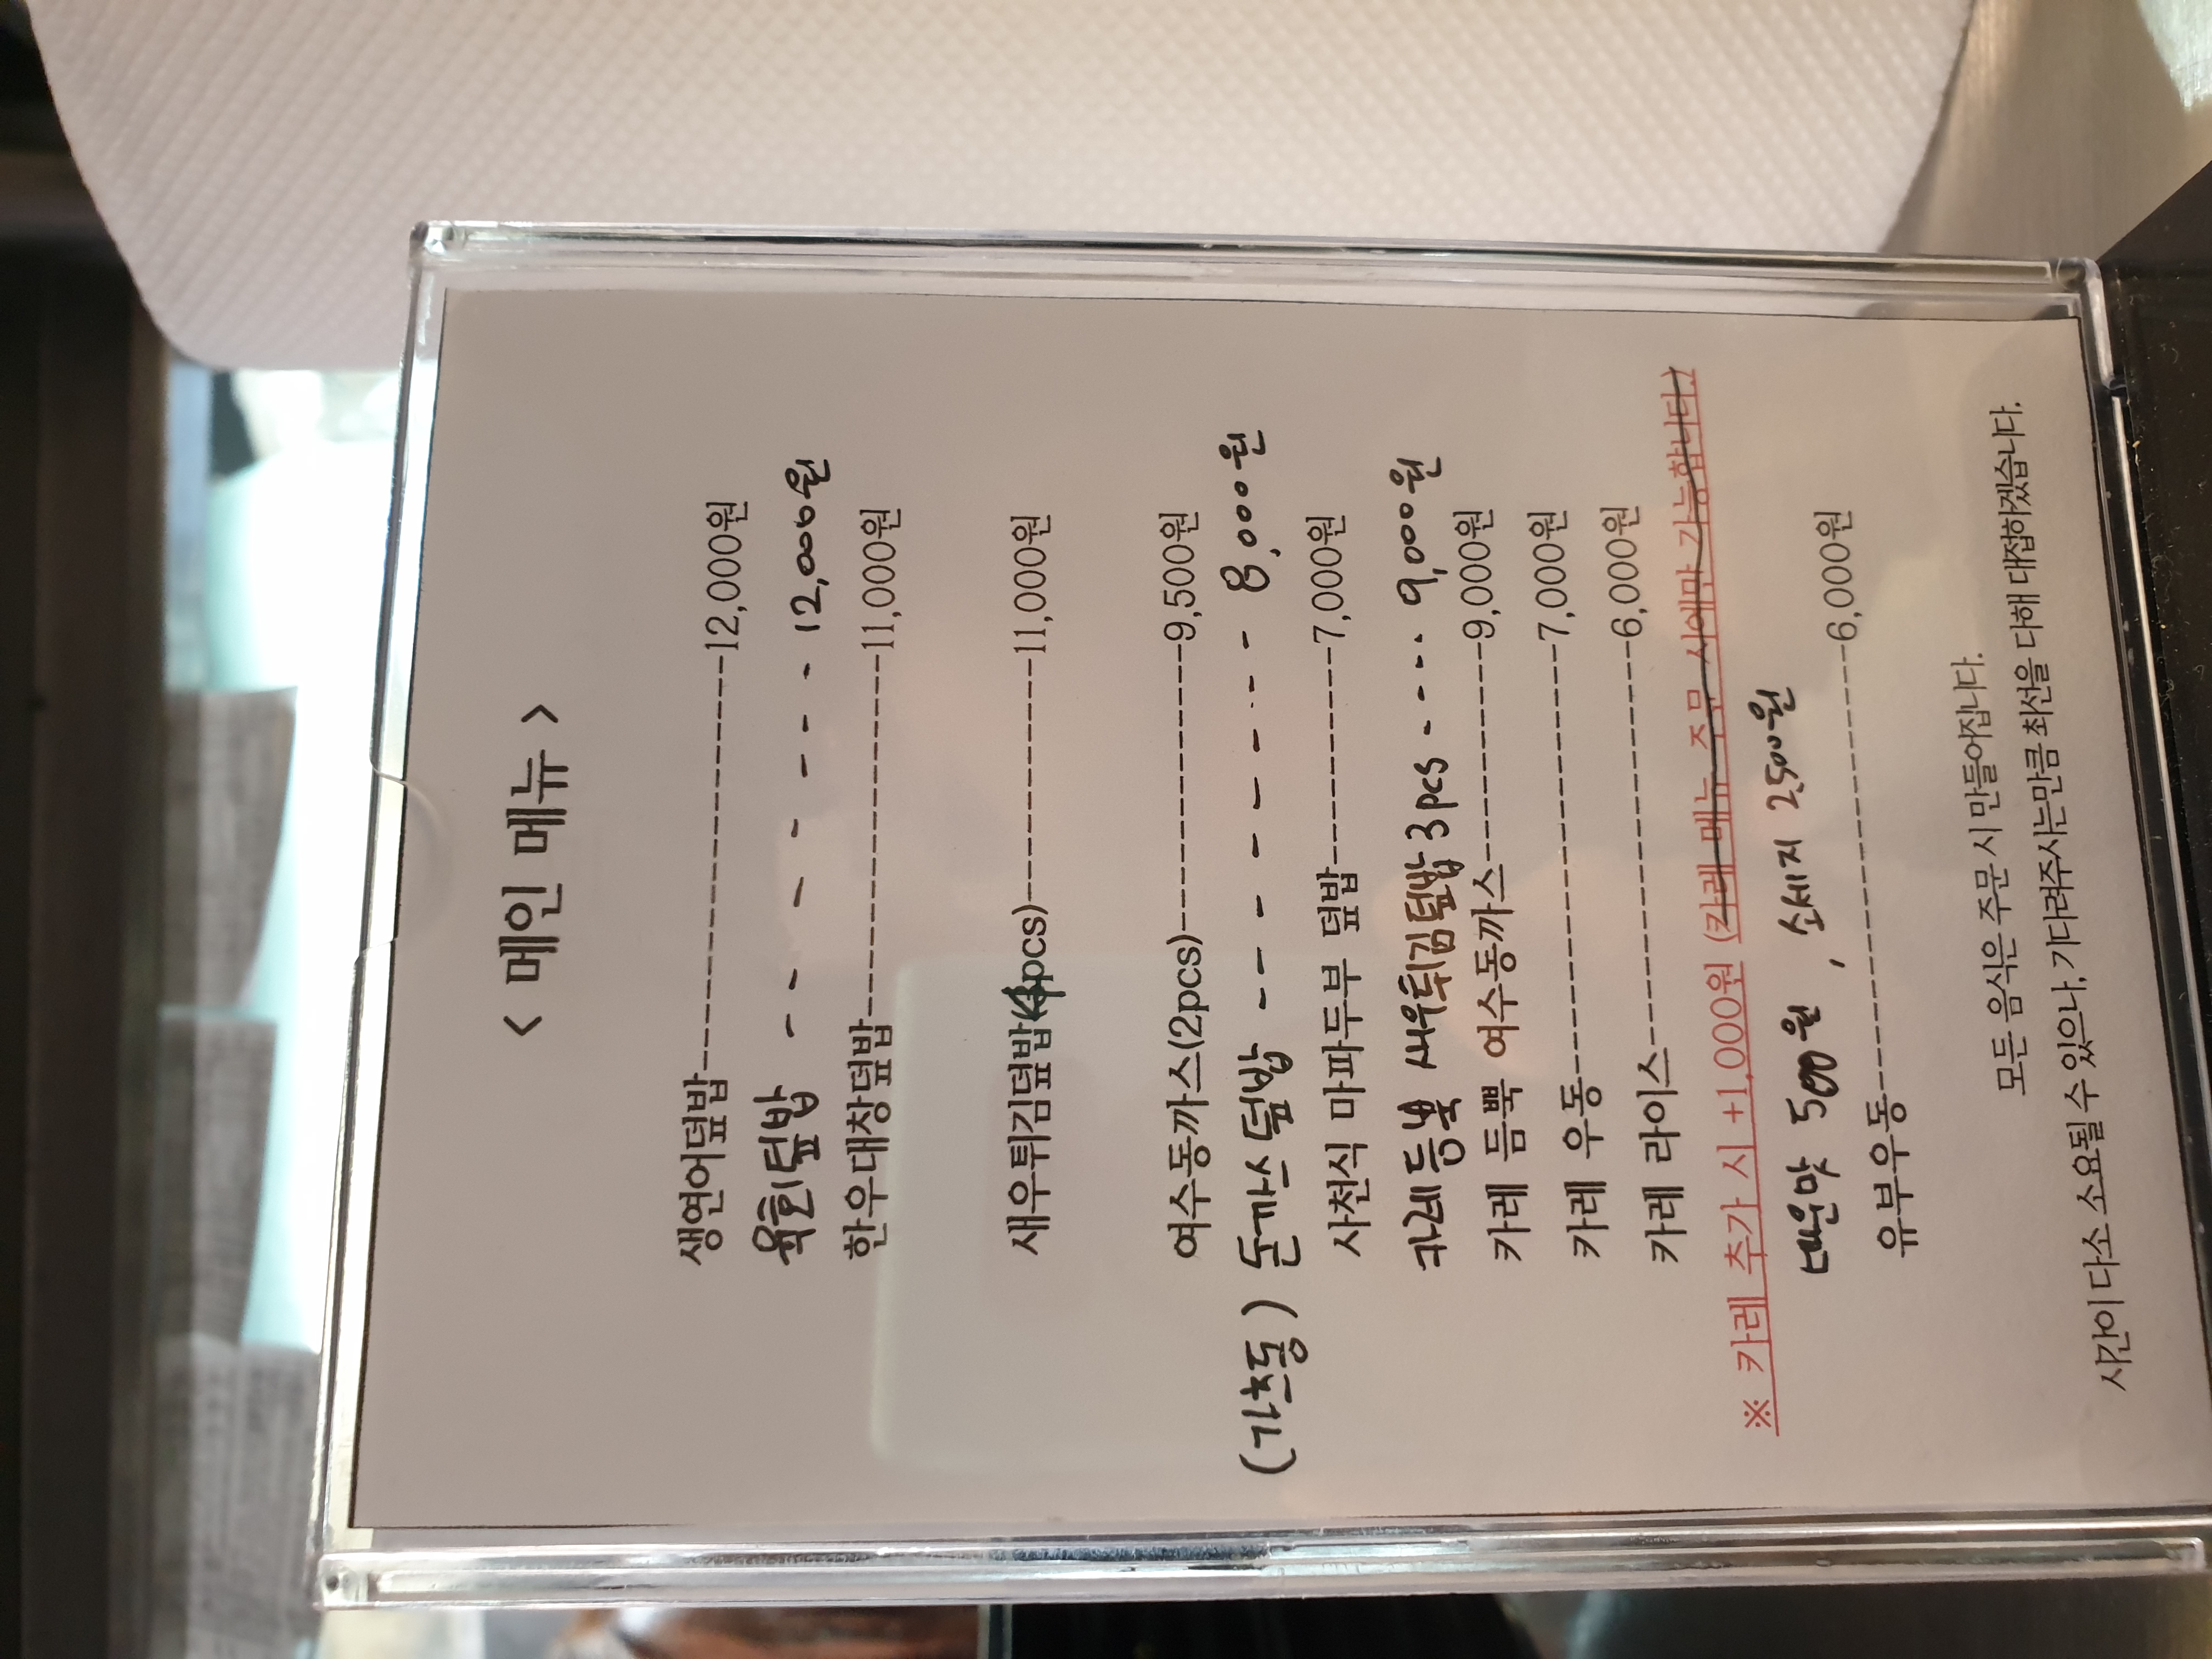 < 메인 메뉴 >
생연어덮밥---------------------12,000원
육회덮밥 - - - - - - - - 12,000원
한우대창덮밥-------------------11,000원
새우튀김덮밥(4pcs)-------------11,000원
여수동까스(2pcs)---------------9,500원
(간츠동) 돈까스덮밥 - - - - - - - - - 8,000원
사천식 마파두부 덮밥-----------7,000원
카레듬뿍 새우튀김덮밥 3pcs - - - - 9,000원
카레 듬뿍 여수동까스-----------9,000원
카레 우동----------------------7,000원
카레 라이스--------------------6,000원
※ 카레 추가 시 +1,000원 (카레 메뉴 주문 시에만 가능합니다.)
매운맛 500원, 소세지 2,500원
유부우동-----------------------6,000원
모든 음식은 주문 시 만들어집니다.
시간이 다소 소요될 수 있으나, 기다려주시는만큼 최선을 다해 대접하겠습니다.